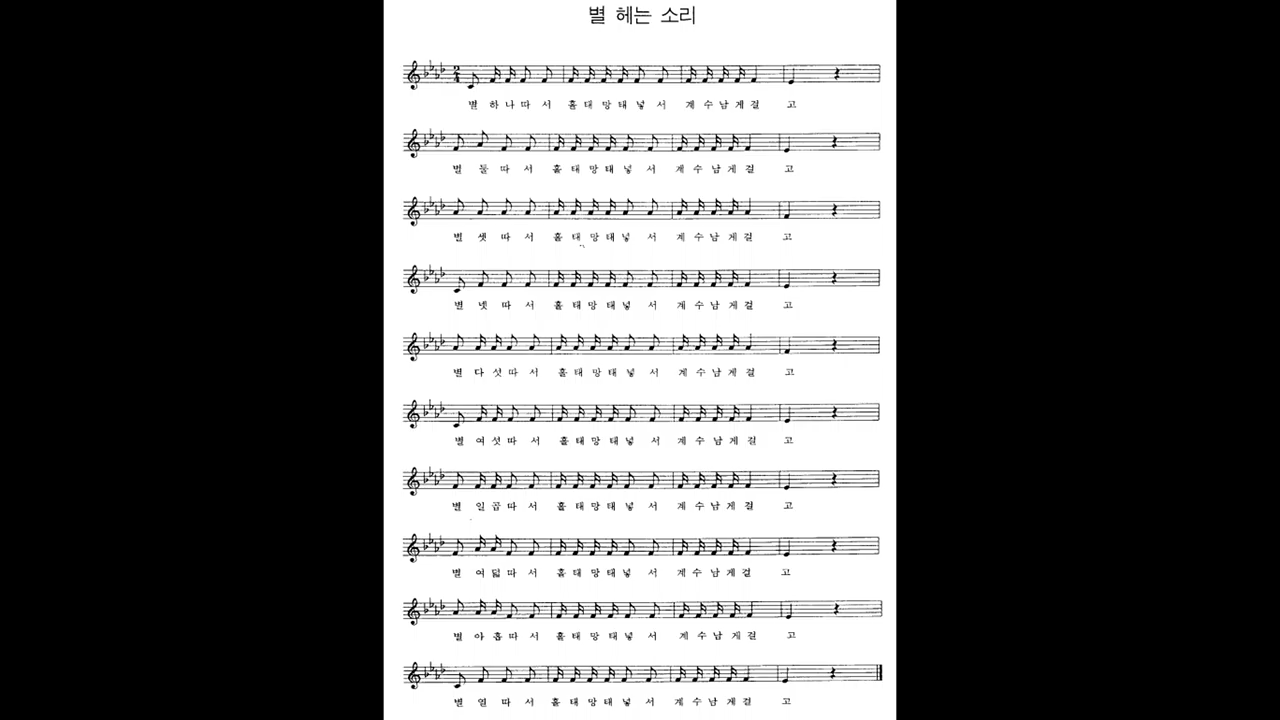 별 헤는 소리
별 하 나 따 서 홀 태 망 태 넣 서 계 수 남 게 걸 고
별 둘 따 서 홀 태 망 태 넣 서 계 수 남 게 걸 고
별 셋 따 서 홀 태 망 태 넣 서 계 수 남 게 걸 고
별 넷 따 서 홀 태 망 태 넣 서 계 수 남 게 걸 고
별 다 섯 따 서 홀 태 망 태 넣 서 계 수 남 게 걸 고
별 여 섯 따 서 홀 태 망 태 넣 서 계 수 남 게 걸 고
별 일 곱 따 서 홀 태 망 태 넣 서 계 수 남 게 걸 고
별 여 덟 따 서 홀 태 망 태 넣 서 계 수 남 게 걸 고
별 아 홉 따 서 홀 태 망 태 넣 서 계 수 남 게 걸 고
별 열 따 서 홀 태 망 태 넣 서 계 수 남 게 걸 고